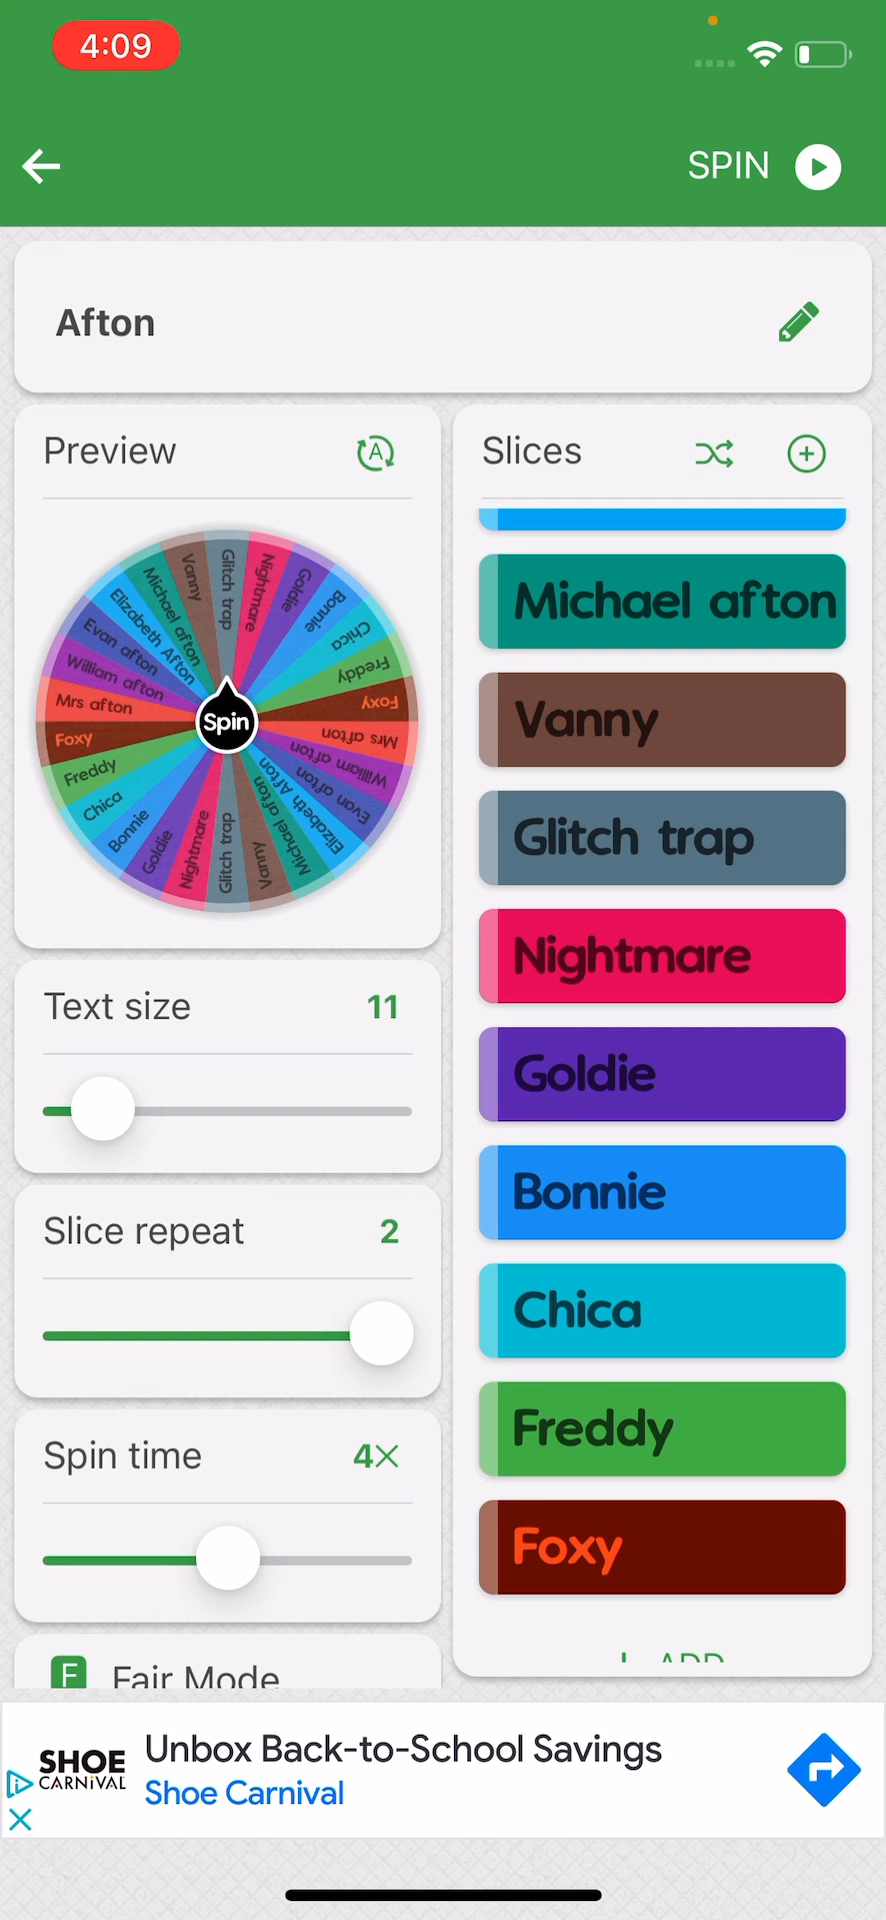 4:09
SPIN
Afton
Preview
A
Glitch trap
Nightmare
Goldie
Bonnie
Chica
Freddy
Foxy
Mrs afton
William afton
Evan afton
Elizabeth Afton
Michael afton
Vanny
Glitch trap
Nightmare
Goldie
Bonnie
Chica
Freddy
Foxy
Mrs afton
William afton
Evan afton
Elizabeth Afton
Michael afton
Vanny
Spin
Text size 11
Slice repeat 2
Spin time 4×
F Fair Mode
Slices
Michael afton
Vanny
Glitch trap
Nightmare
Goldie
Bonnie
Chica
Freddy
Foxy
ADD
SHOE
CARNIVAL
Unbox Back-to-School Savings
Shoe Carnival